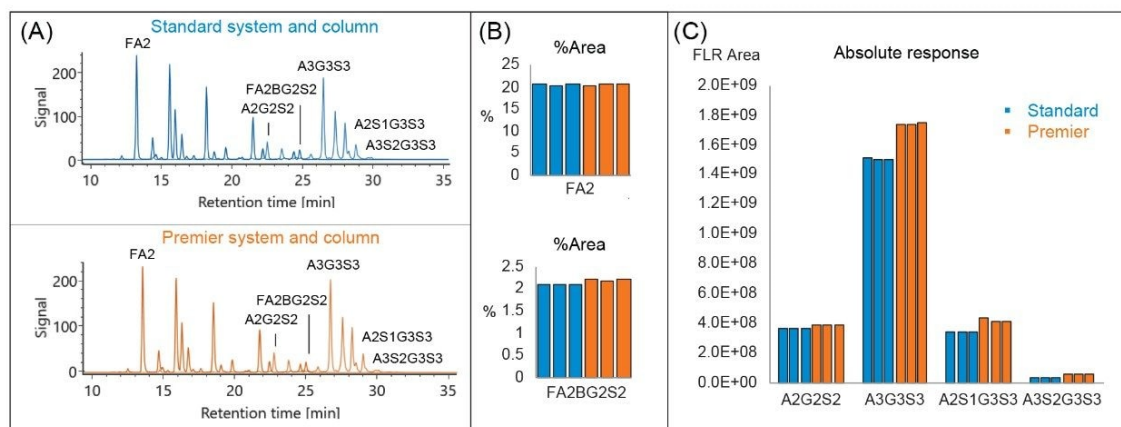 (A)
Standard system and column
FA2
A3G3S3
FA2BG2S2
A2G2S2
A2S1G3S3
A3S2G3S3
Signal
200
100
0
10 15 20 25 30 35
Retention time [min]
Premier system and column
FA2
A3G3S3
FA2BG2S2
A2G2S2
A2S1G3S3
A3S2G3S3
Signal
200
100
0
10 15 20 25 30 35
Retention time [min]
(B)
%Area
25
20
15
10
5
0
%
FA2
%Area
2.5
2
1.5
1
0.5
0
%
FA2BG2S2
(C)
FLR Area
Absolute response
2.0E+09
1.8E+09
1.6E+09
1.4E+09
1.2E+09
1.0E+09
8.0E+08
6.0E+08
4.0E+08
2.0E+08
0.0E+00
Standard
Premier
A2G2S2 A3G3S3 A2S1G3S3 A3S2G3S3